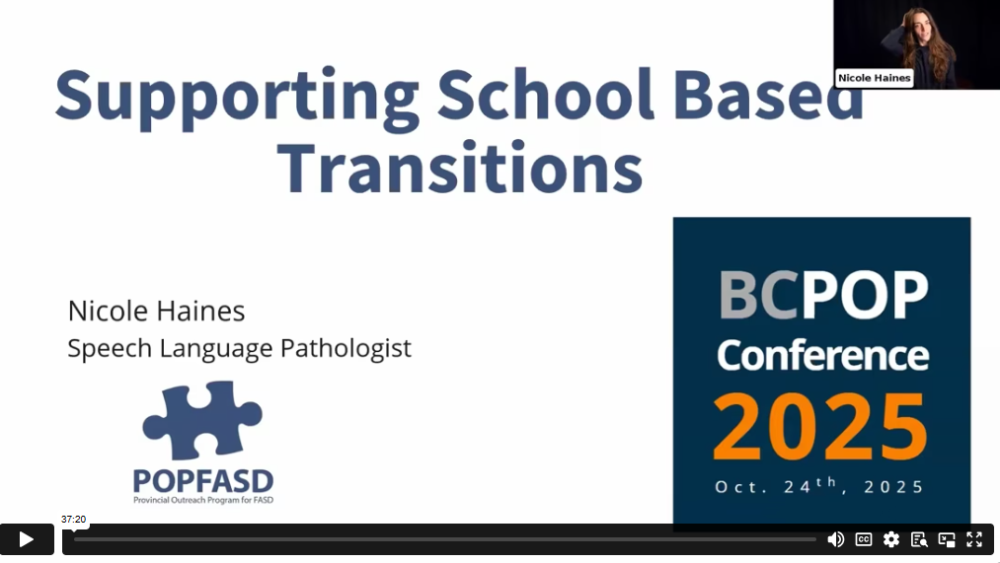 Supporting School Based
Transitions
Nicole Haines
Nicole Haines
Speech Language Pathologist
POPFASD
Provincial Outreach Program for FASD
BCPOP
Conference
2025
Oct. 24th, 2025
37:20
CC